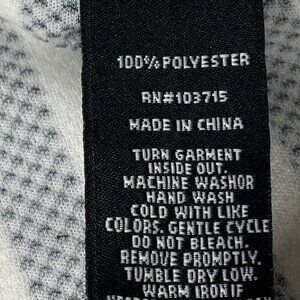 100% POLYESTER
RN#103715
MADE IN CHINA
TURN GARMENT
INSIDE OUT.
MACHINE WASHOR
HAND WASH
COLD WITH LIKE
COLORS. GENTLE CYCLE
DO NOT BLEACH.
REMOVE PROMPTLY.
TUMBLE DRY LOW.
WARM IRON IF